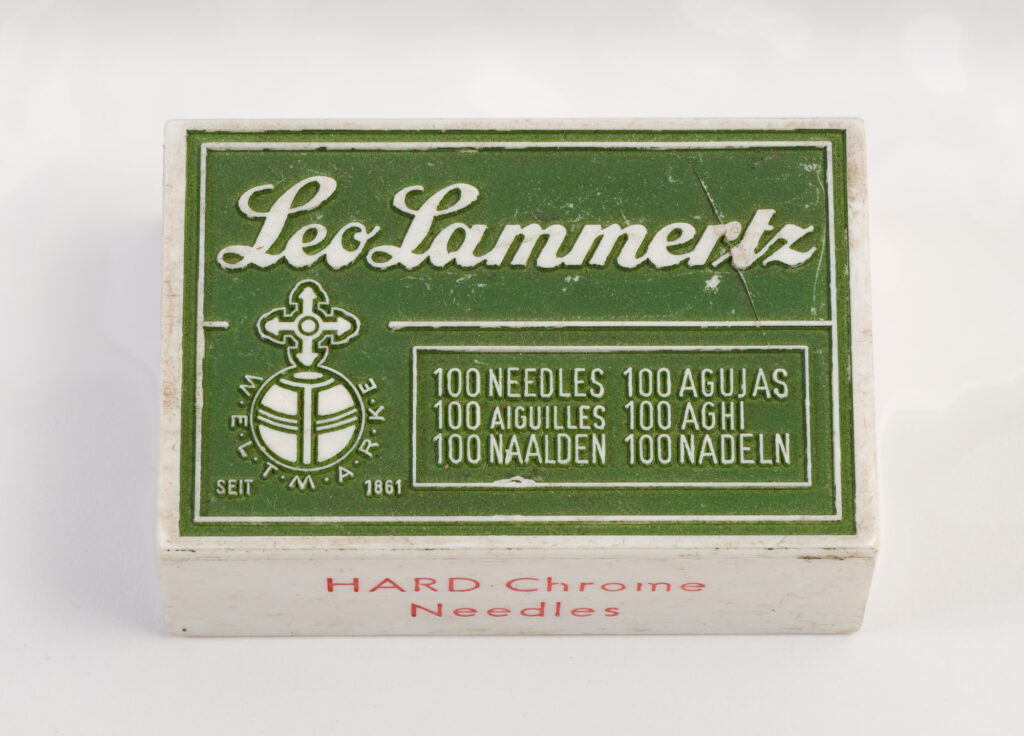 Leo Lammertz
W·E·L·T·M·A·R·K·E
SEIT 1861
100 NEEDLES 100 AGUJAS
100 AIGUILLES 100 AGHI
100 NAALDEN 100 NADELN
HARD Chrome
Needles